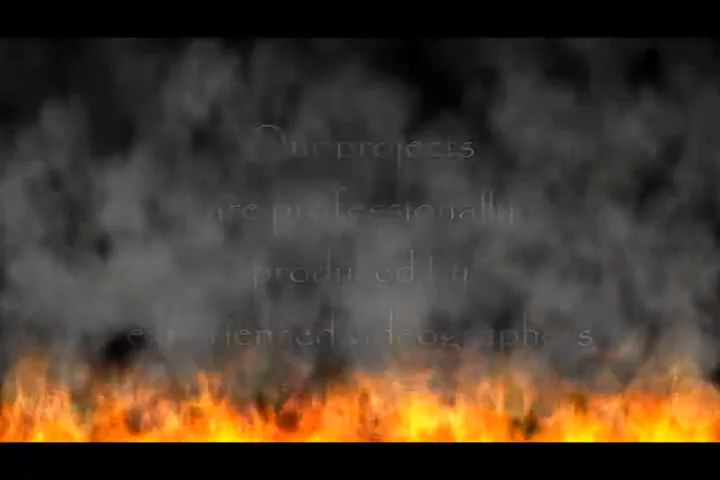 Our projects
are professionally
produced by
experienced videographers